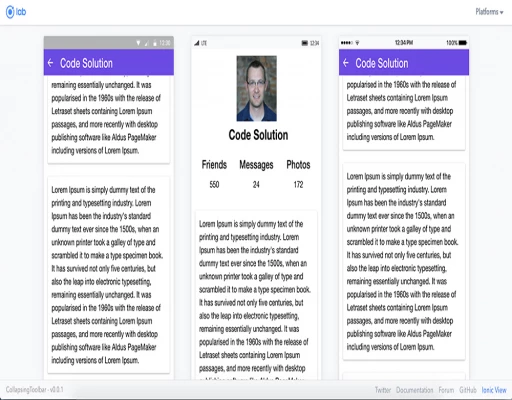 lab
Platforms
12:30
Code Solution
remaining essentially unchanged. It was
popularised in the 1960s with the release of
Letraset sheets containing Lorem Ipsum
passages, and more recently with desktop
publishing software like Aldus PageMaker
including versions of Lorem Ipsum.
Lorem Ipsum is simply dummy text of the
printing and typesetting industry. Lorem
Ipsum has been the industry's standard
dummy text ever since the 1500s, when an
unknown printer took a galley of type and
scrambled it to make a type specimen book.
It has survived not only five centuries, but
also the leap into electronic typesetting,
remaining essentially unchanged. It was
popularised in the 1960s with the release of
Letraset sheets containing Lorem Ipsum
passages, and more recently with desktop
publishing software like Aldus PageMaker
including versions of Lorem Ipsum.
LTE
12:34
Code Solution
Friends Messages Photos
550 24 172
Lorem Ipsum is simply dummy text of the
printing and typesetting industry. Lorem
Ipsum has been the industry's standard
dummy text ever since the 1500s, when an
unknown printer took a galley of type and
scrambled it to make a type specimen book.
It has survived not only five centuries, but
also the leap into electronic typesetting,
remaining essentially unchanged. It was
popularised in the 1960s with the release of
Letraset sheets containing Lorem Ipsum
passages, and more recently with desktop
publishing software like Aldus PageMaker
12:34 PM
100%
Code Solution
popularised in the 1960s with the release of
Letraset sheets containing Lorem Ipsum
passages, and more recently with desktop
publishing software like Aldus PageMaker
including versions of Lorem Ipsum.
Lorem Ipsum is simply dummy text of the
printing and typesetting industry. Lorem
Ipsum has been the industry's standard
dummy text ever since the 1500s, when an
unknown printer took a galley of type and
scrambled it to make a type specimen book.
It has survived not only five centuries, but
also the leap into electronic typesetting,
remaining essentially unchanged. It was
popularised in the 1960s with the release of
Letraset sheets containing Lorem Ipsum
passages, and more recently with desktop
publishing software like Aldus PageMaker
including versions of Lorem Ipsum.
CollapsingToolbar - v0.0.1
Twitter Documentation Forum GitHub Ionic View